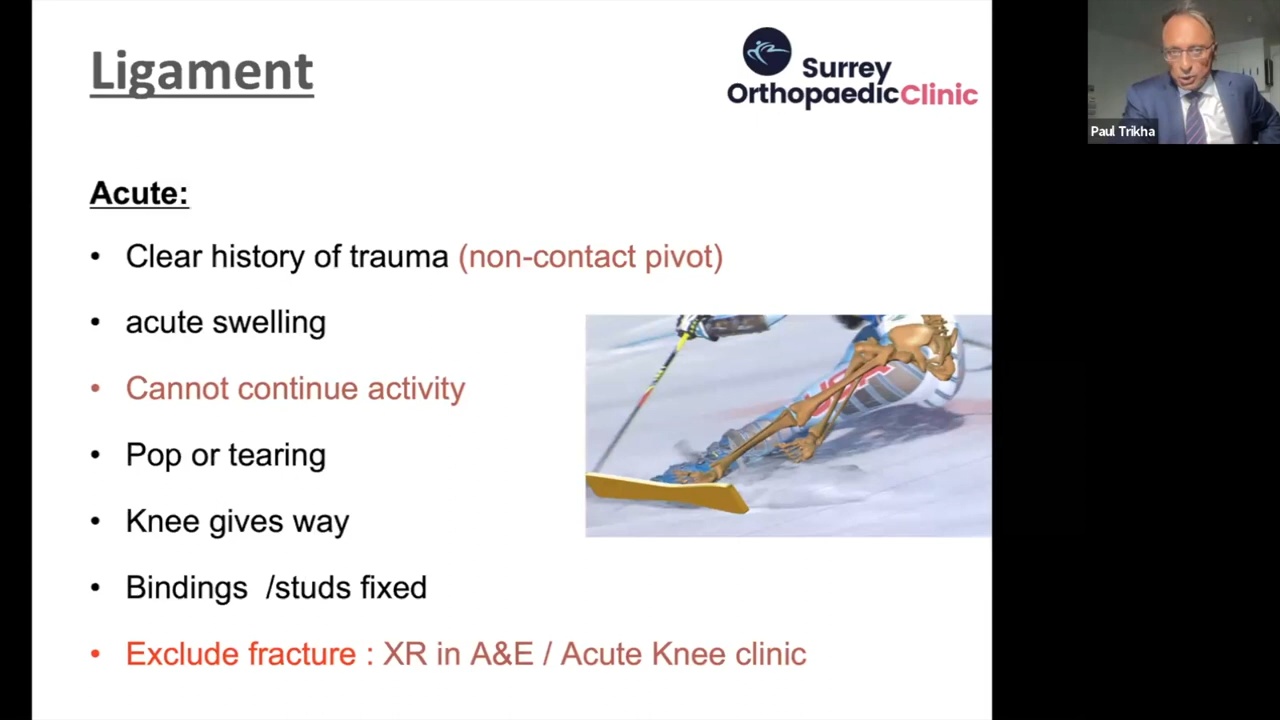 Ligament
Surrey
OrthopaedicClinic
Paul Trikha
Acute:
• Clear history of trauma (non-contact pivot)
• acute swelling
• Cannot continue activity
• Pop or tearing
• Knee gives way
• Bindings /studs fixed
• Exclude fracture : XR in A&E / Acute Knee clinic